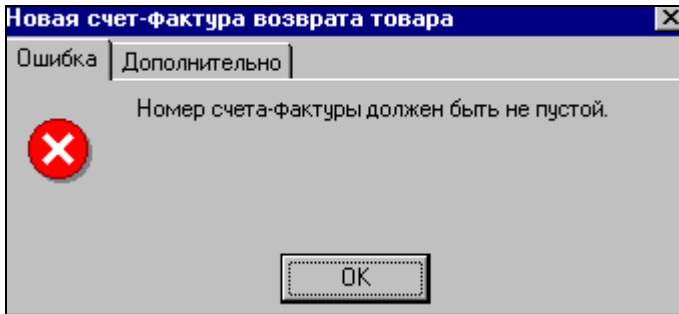 Новая счет-фактура возврата товара
Ошибка Дополнительно
Номер счета-фактуры должен быть не пустой.
OK